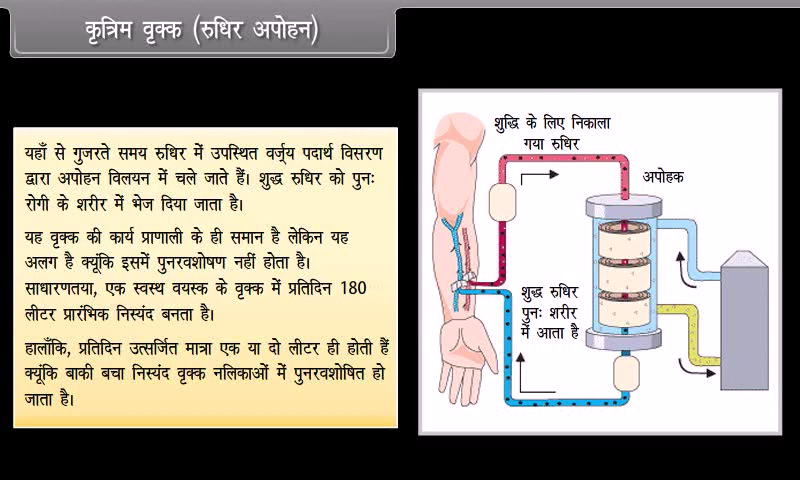 कृत्रिम वृक्क (रुधिर अपोहन)
यहाँ से गुजरते समय रुधिर में उपस्थित वर्ज्य पदार्थ विसरण
द्वारा अपोहन विलयन में चले जाते हैं। शुद्ध रुधिर को पुनः
रोगी के शरीर में भेज दिया जाता है।
यह वृक्क की कार्य प्राणाली के ही समान है लेकिन यह
अलग है क्यूंकि इसमें पुनरवशोषण नहीं होता है।
साधारणतया, एक स्वस्थ वयस्क के वृक्क में प्रतिदिन 180
लीटर प्रारंभिक निस्यंद बनता है।
हालाँकि, प्रतिदिन उत्सर्जित मात्रा एक या दो लीटर ही होती हैं
क्यूंकि बाकी बचा निस्यंद वृक्क नलिकाओं में पुनरवशोषित हो
जाता है।
शुद्धि के लिए निकाला
गया रुधिर
अपोहक
शुद्ध रुधिर
पुनः शरीर
में आता है